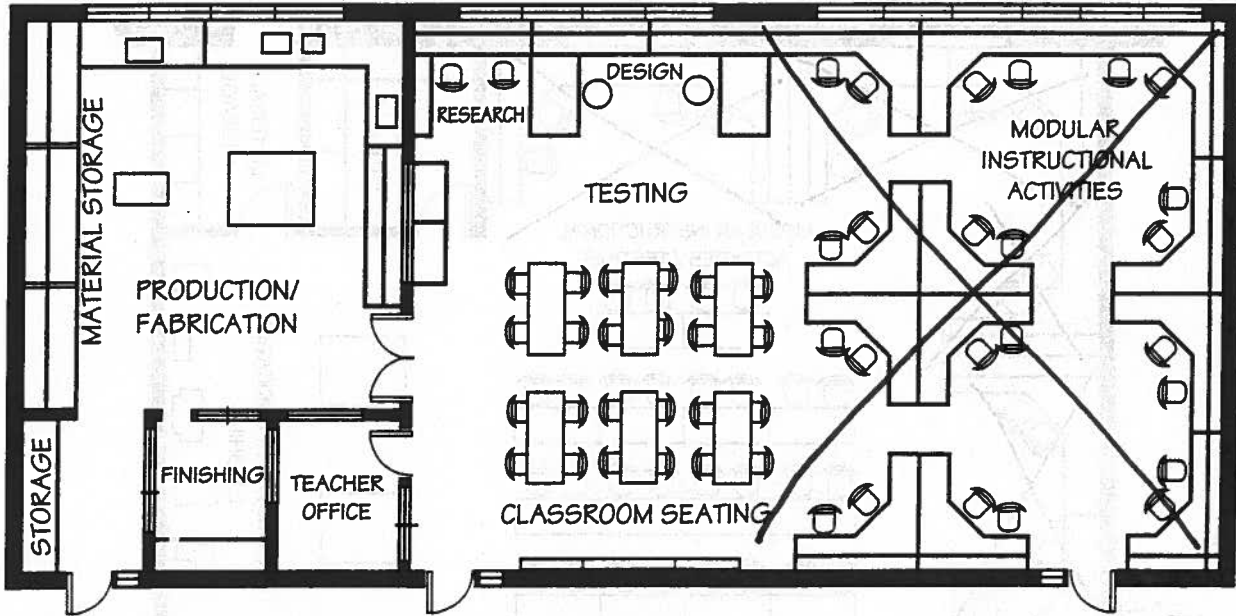 MATERIAL STORAGE
PRODUCTION/
FABRICATION
STORAGE
FINISHING
TEACHER
OFFICE
RESEARCH
DESIGN
TESTING
CLASSROOM SEATING
MODULAR
INSTRUCTIONAL
ACTIVITIES